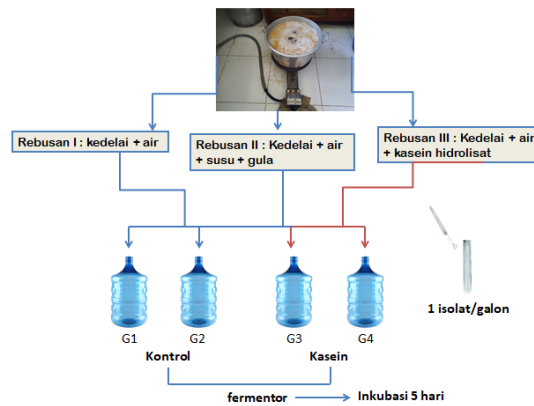 Rebusan I : kedelai + air
Rebusan II : Kedelai + air
+ susu + gula
Rebusan III : Kedelai + air
+ kasein hidrolisat
1 isolat/galon
G1
G2
G3
G4
Kontrol
Kasein
fermentor
Inkubasi 5 hari